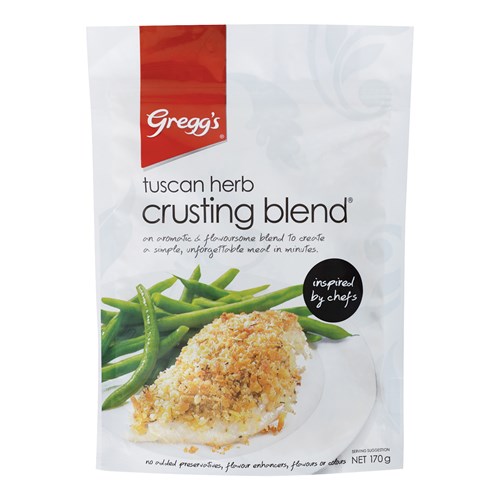 Gregg's®
tuscan herb
crusting blend®
an aromatic & flavoursome blend to create
a simple, unforgettable meal in minutes.
inspired
by chefs
SERVING SUGGESTION
NET 170g
no added preservatives, flavour enhancers, flavours or colours